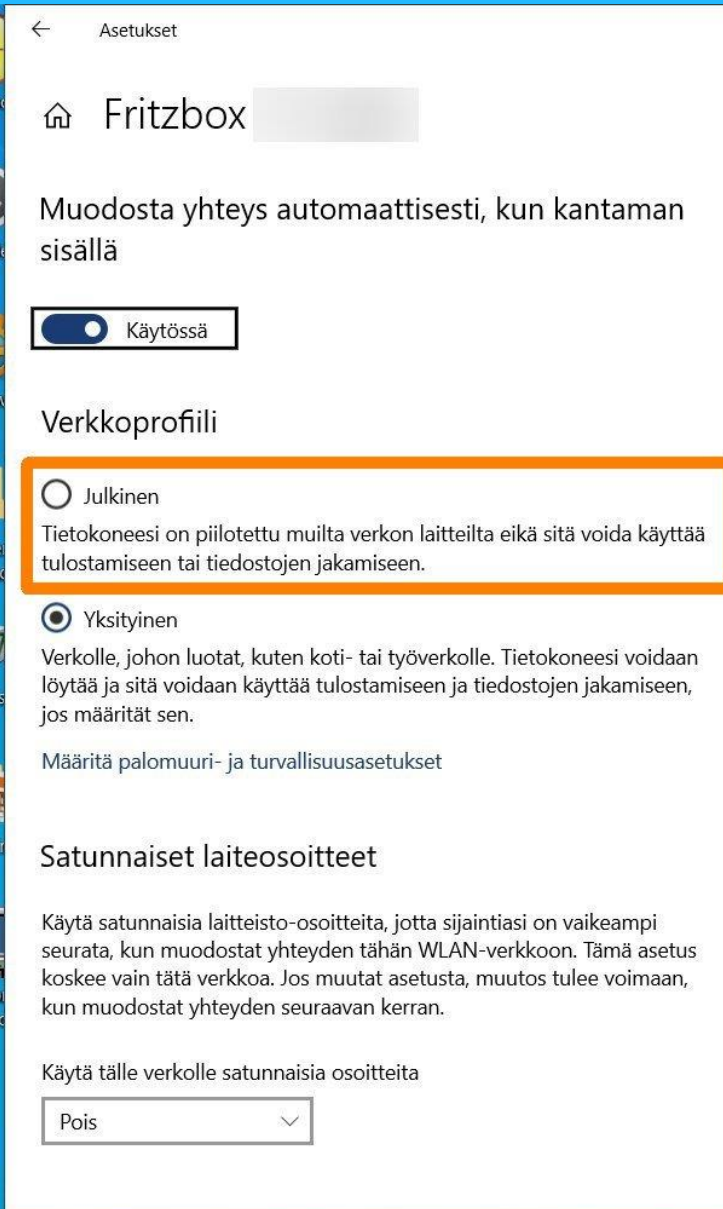 Asetukset
Fritzbox
Muodosta yhteys automaattisesti, kun kantaman
sisällä
Käytössä
Verkkoprofiili
Julkinen
Tietokoneesi on piilotettu muilta verkon laitteilta eikä sitä voida käyttää
tulostamiseen tai tiedostojen jakamiseen.
Yksityinen
Verkolle, johon luotat, kuten koti- tai työverkolle. Tietokoneesi voidaan
löytää ja sitä voidaan käyttää tulostamiseen ja tiedostojen jakamiseen,
jos määrität sen.
Määritä palomuuri- ja turvallisuusasetukset
Satunnaiset laiteosoitteet
Käytä satunnaisia laitteisto-osoitteita, jotta sijaintiasi on vaikeampi
seurata, kun muodostat yhteyden tähän WLAN-verkkoon. Tämä asetus
koskee vain tätä verkkoa. Jos muutat asetusta, muutos tulee voimaan,
kun muodostat yhteyden seuraavan kerran.
Käytä tälle verkolle satunnaisia osoitteita
Pois